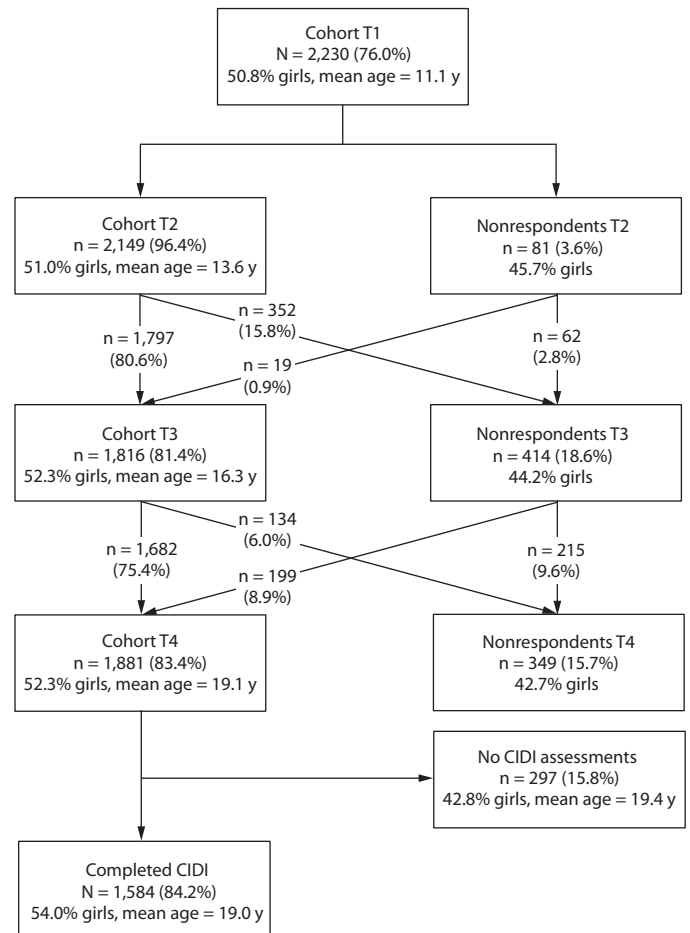 Cohort T1
N = 2,230 (76.0%)
50.8% girls, mean age = 11.1 y
Cohort T2
n = 2,149 (96.4%)
51.0% girls, mean age = 13.6 y
Nonrespondents T2
n = 81 (3.6%)
45.7% girls
n = 1,797
(80.6%)
n = 352
(15.8%)
n = 19
(0.9%)
n = 62
(2.8%)
Cohort T3
n = 1,816 (81.4%)
52.3% girls, mean age = 16.3 y
Nonrespondents T3
n = 414 (18.6%)
44.2% girls
n = 1,682
(75.4%)
n = 134
(6.0%)
n = 199
(8.9%)
n = 215
(9.6%)
Cohort T4
n = 1,881 (83.4%)
52.3% girls, mean age = 19.1 y
Nonrespondents T4
n = 349 (15.7%)
42.7% girls
No CIDI assessments
n = 297 (15.8%)
42.8% girls, mean age = 19.4 y
Completed CIDI
N = 1,584 (84.2%)
54.0% girls, mean age = 19.0 y